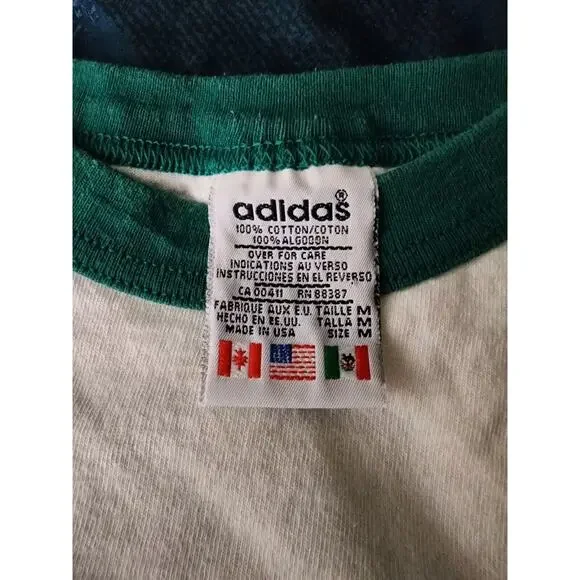 adidas®
100% COTTON/COTON
100% ALGODON
OVER FOR CARE
INDICATIONS AU VERSO
INSTRUCCIONES EN EL REVERSO
CA 00411 RN 88387
FABRIQUE AUX E.U. TAILLE M
HECHO EN EE.UU. TALLA M
MADE IN USA SIZE M